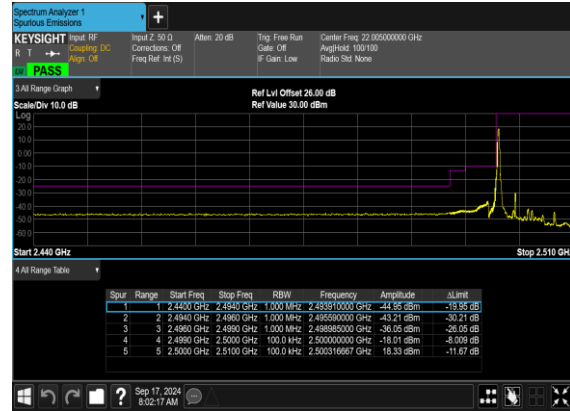 Spectrum Analyzer 1
Spurious Emissions
+
KEYSIGHT Input: RF Input Z: 50 Ω Atten: 20 dB Trig: Free Run Center Freq: 22.005000000 GHz
R T Coupling: DC Corrections: Off Gate: Off Avg|Hold: 100/100
Align: Off Freq Ref: Int (S) IF Gain: Low Radio Std: None
PASS
3 All Range Graph Ref Lvl Offset 26.00 dB
Scale/Div 10.0 dB Ref Value 30.00 dBm
Log
20.0
10.0
0.00
-10.0
-20.0
-30.0
-40.0
-50.0
-60.0
Start 2.440 GHz Stop 2.510 GHz
4 All Range Table
Spur Range Start Freq Stop Freq RBW Frequency Amplitude ΔLimit
1 1 2.4400 GHz 2.4940 GHz 1.000 MHz 2.493910000 GHz -44.95 dBm -19.95 dB
2 2 2.4940 GHz 2.4960 GHz 1.000 MHz 2.495590000 GHz -43.21 dBm -30.21 dB
3 3 2.4960 GHz 2.4990 GHz 1.000 MHz 2.498985000 GHz -36.05 dBm -26.05 dB
4 4 2.4990 GHz 2.5000 GHz 100.0 kHz 2.500000000 GHz -18.01 dBm -8.009 dB
5 5 2.5000 GHz 2.5100 GHz 100.0 kHz 2.500316667 GHz 18.33 dBm -11.67 dB
? Sep 17, 2024
8:02:17 AM